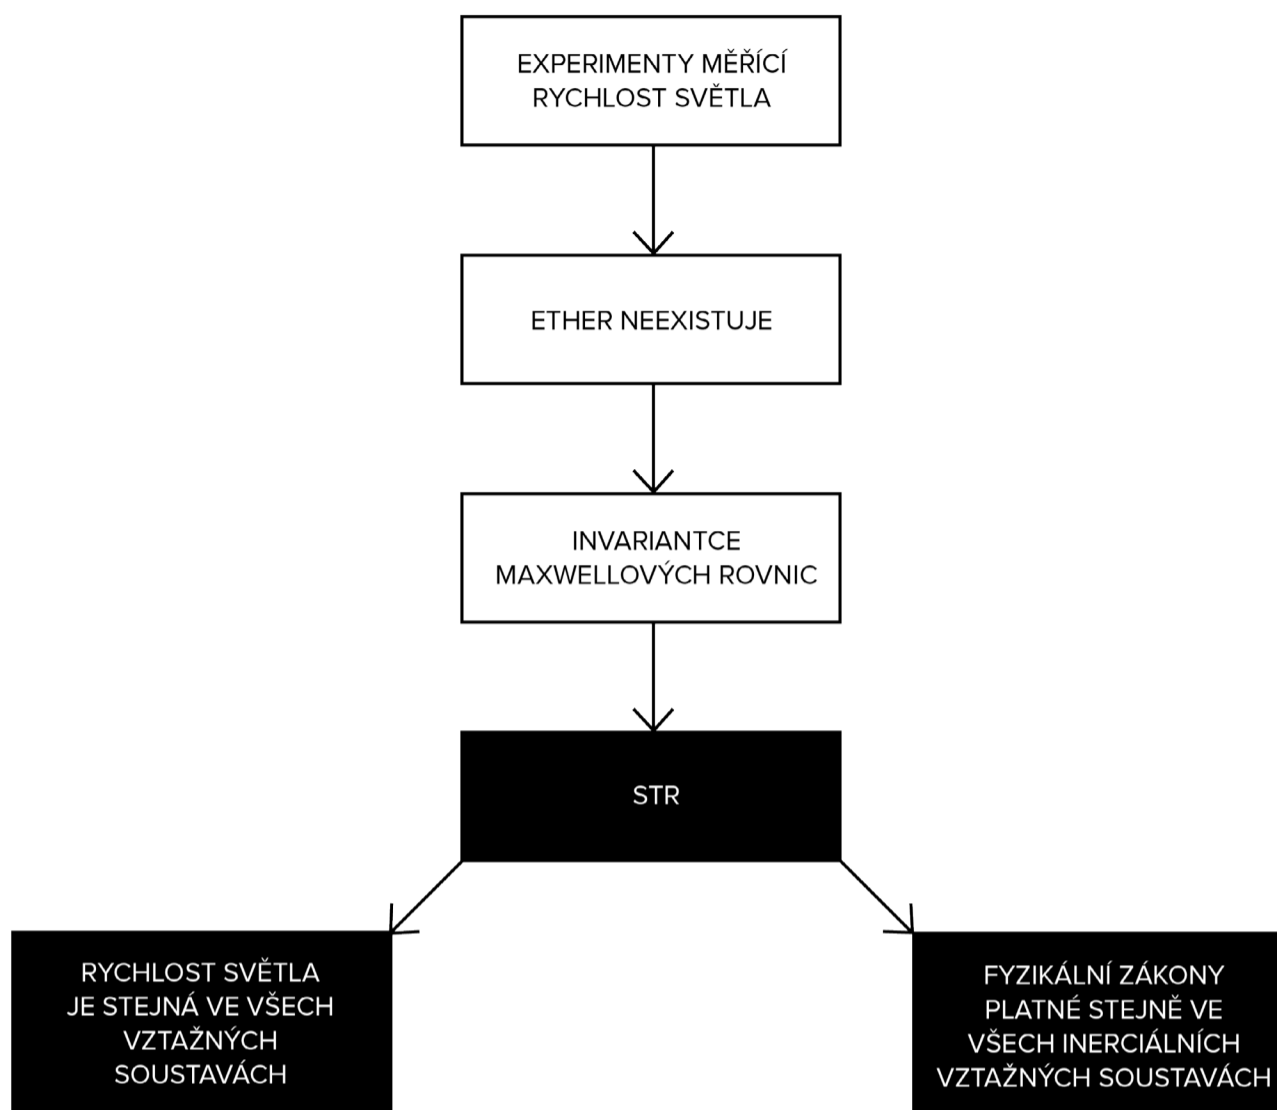 EXPERIMENTY MĚŘÍCÍ
RYCHLOST SVĚTLA
ETHER NEEXISTUJE
INVARIANTCE
MAXWELLOVÝCH ROVNIC
STR
RYCHLOST SVĚTLA
JE STEJNÁ VE VŠECH
VZTAŽNÝCH
SOUSTAVÁCH
FYZIKÁLNÍ ZÁKONY
PLATNÉ STEJNĚ VE
VŠECH INERCIÁLNÍCH
VZTAŽNÝCH SOUSTAVÁCH